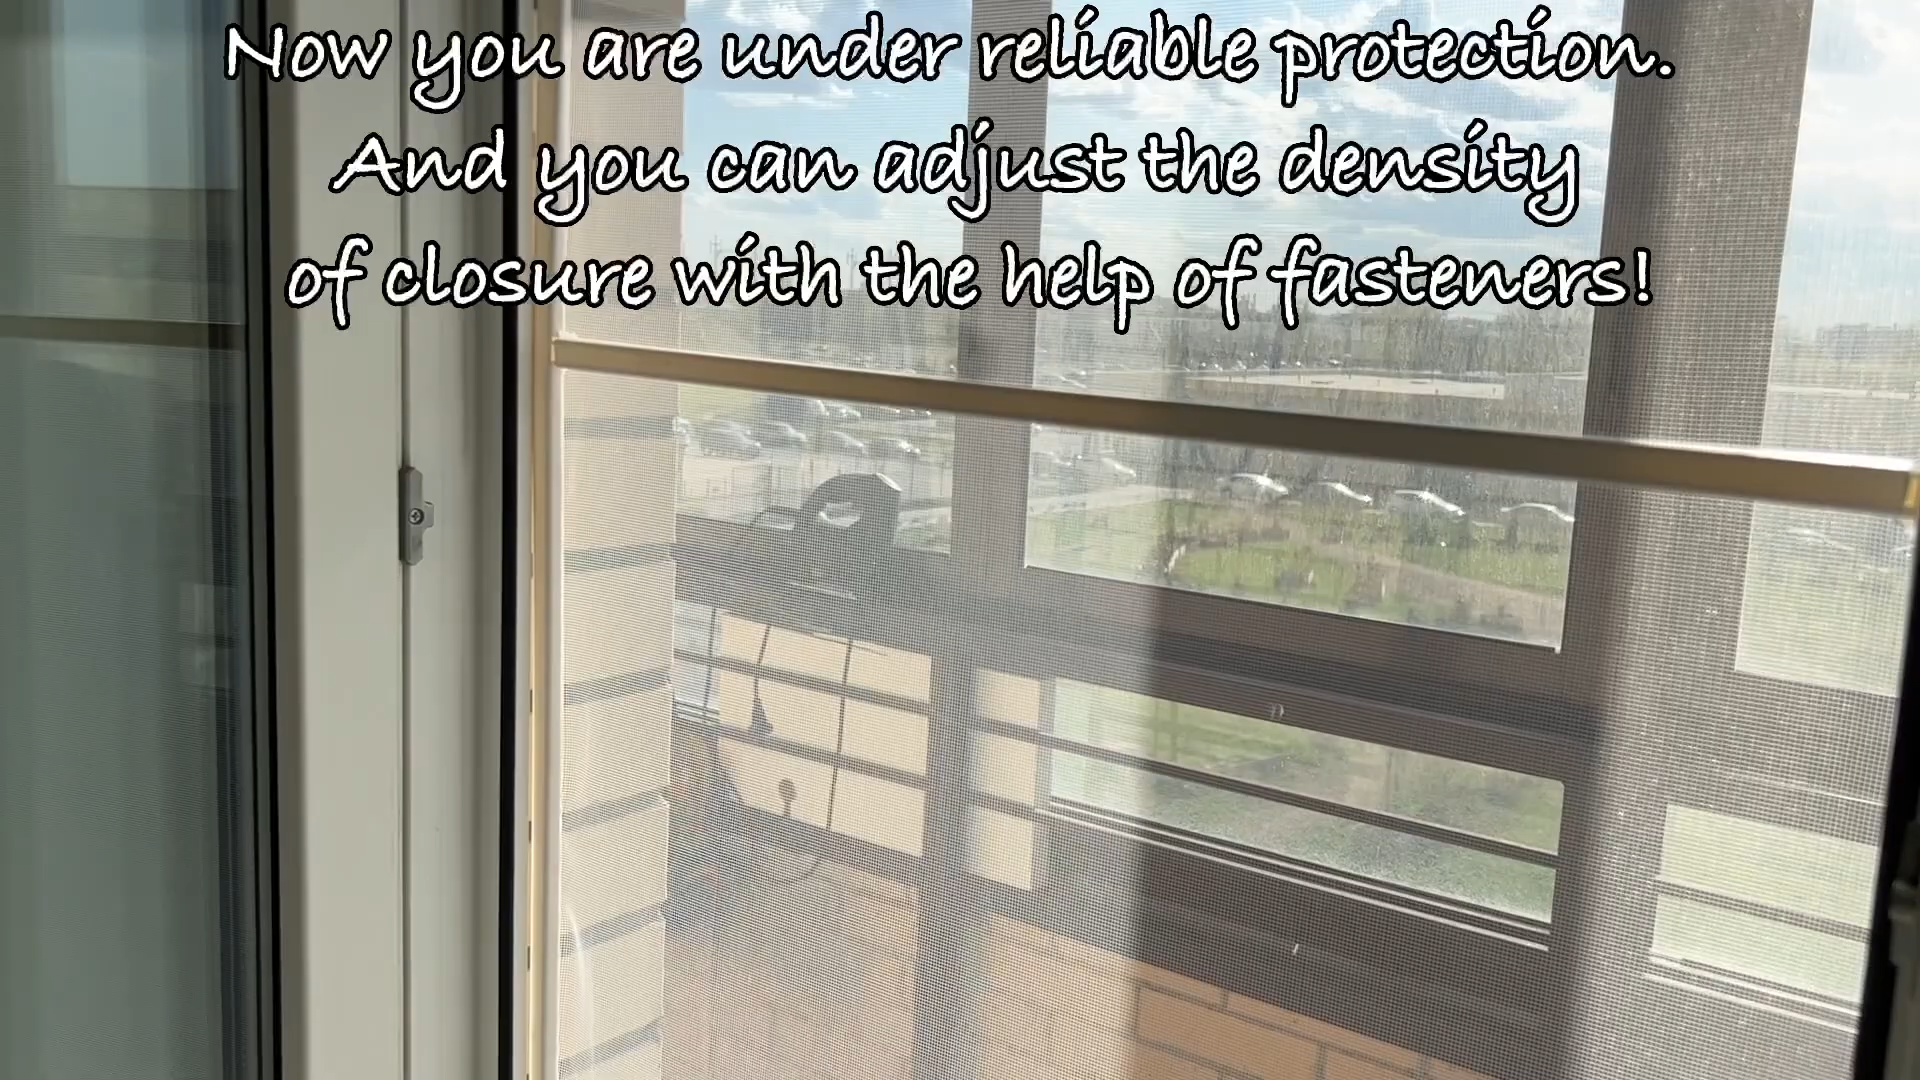 Now you are under reliable protection.
And you can adjust the density
of closure with the help of fasteners!